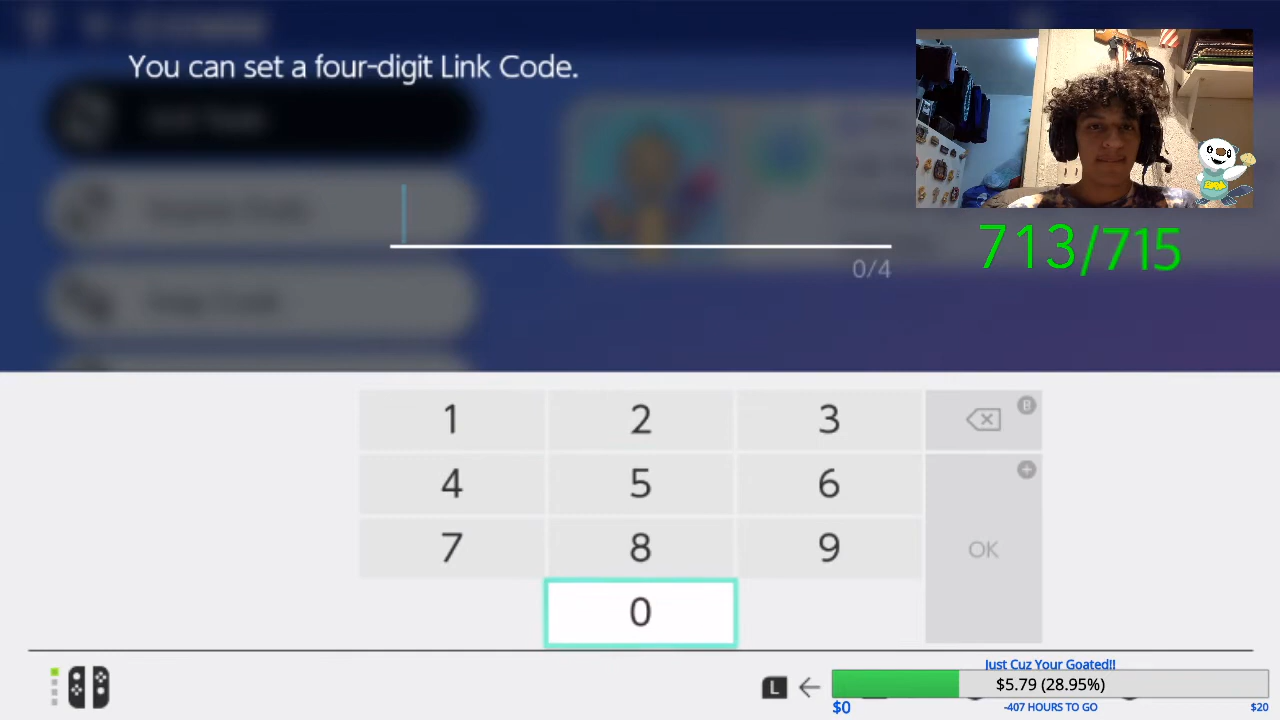 You can set a four-digit Link Code.
0/4
713/715
1 2 3
B
4 5 6
+
7 8 9
OK
0
L
Just Cuz Your Goated!!
$5.79 (28.95%)
$0 -407 HOURS TO GO $20